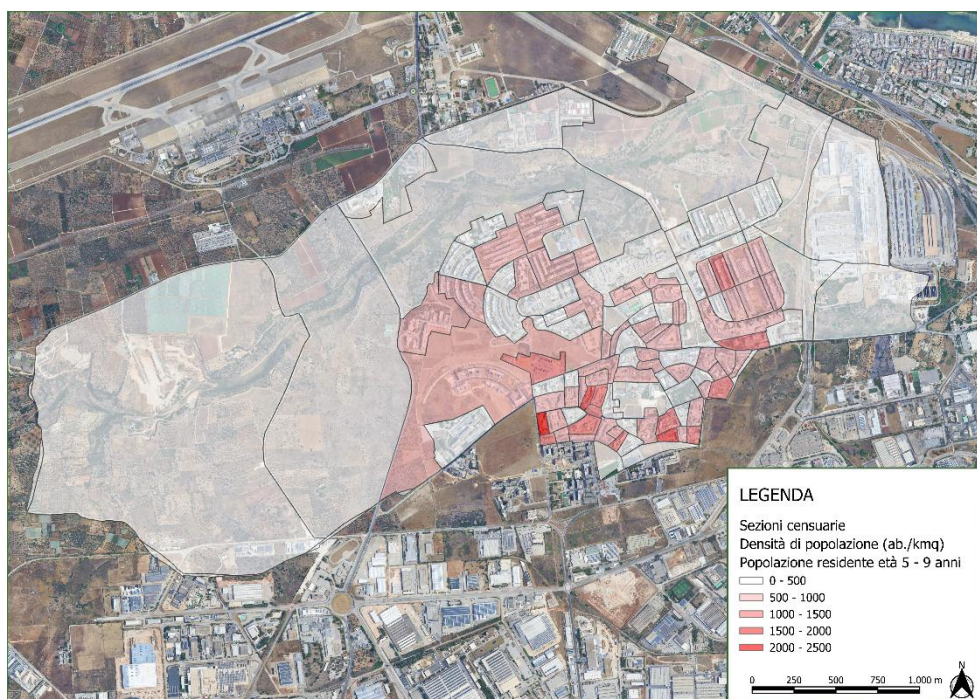 LEGENDA
Sezioni censuarie
Densità di popolazione (ab./kmq)
Popolazione residente età 5 - 9 anni
0 - 500
500 - 1000
1000 - 1500
1500 - 2000
2000 - 2500
0 250 500 750 1.000 m
N